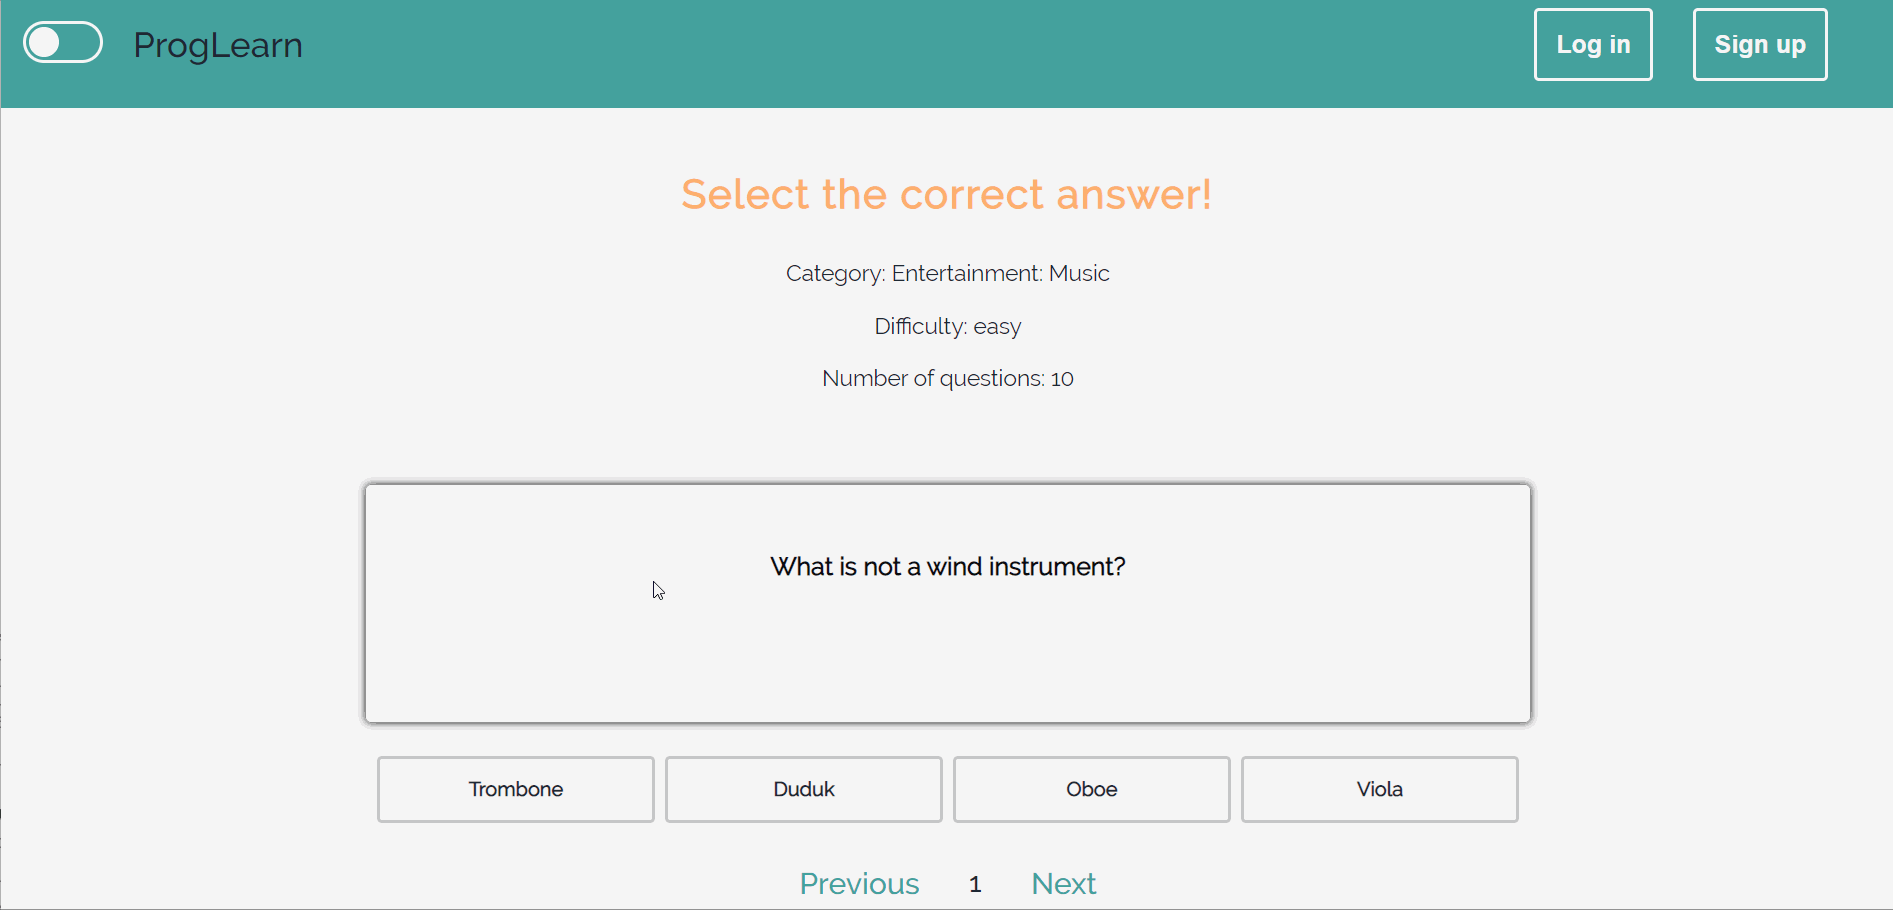 ProgLearn Log in Sign up
Select the correct answer!
Category: Entertainment: Music
Difficulty: easy
Number of questions: 10
What is not a wind instrument?
Trombone Duduk Oboe Viola
Previous 1 Next